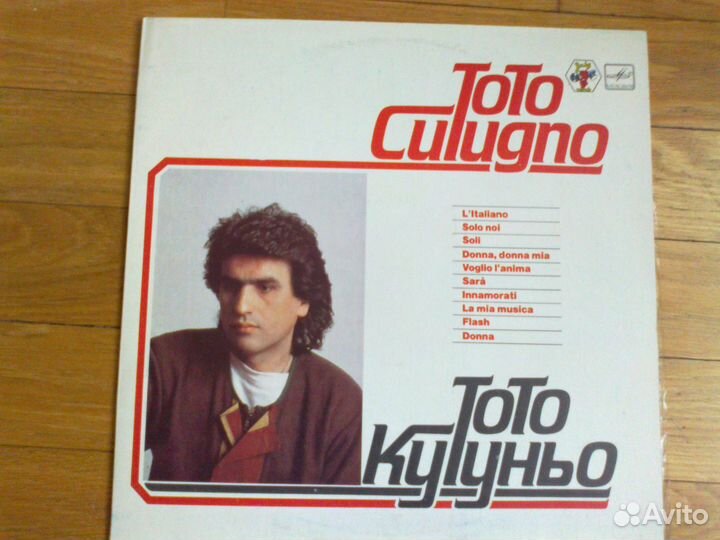 ТоТо
Cutugno
L'Italiano
Solo noi
Soli
Donna, donna mia
Voglio l'anima
Sarà
Innamorati
La mia musica
Flash
Donna
ТоТо
Кутуньо
Avito